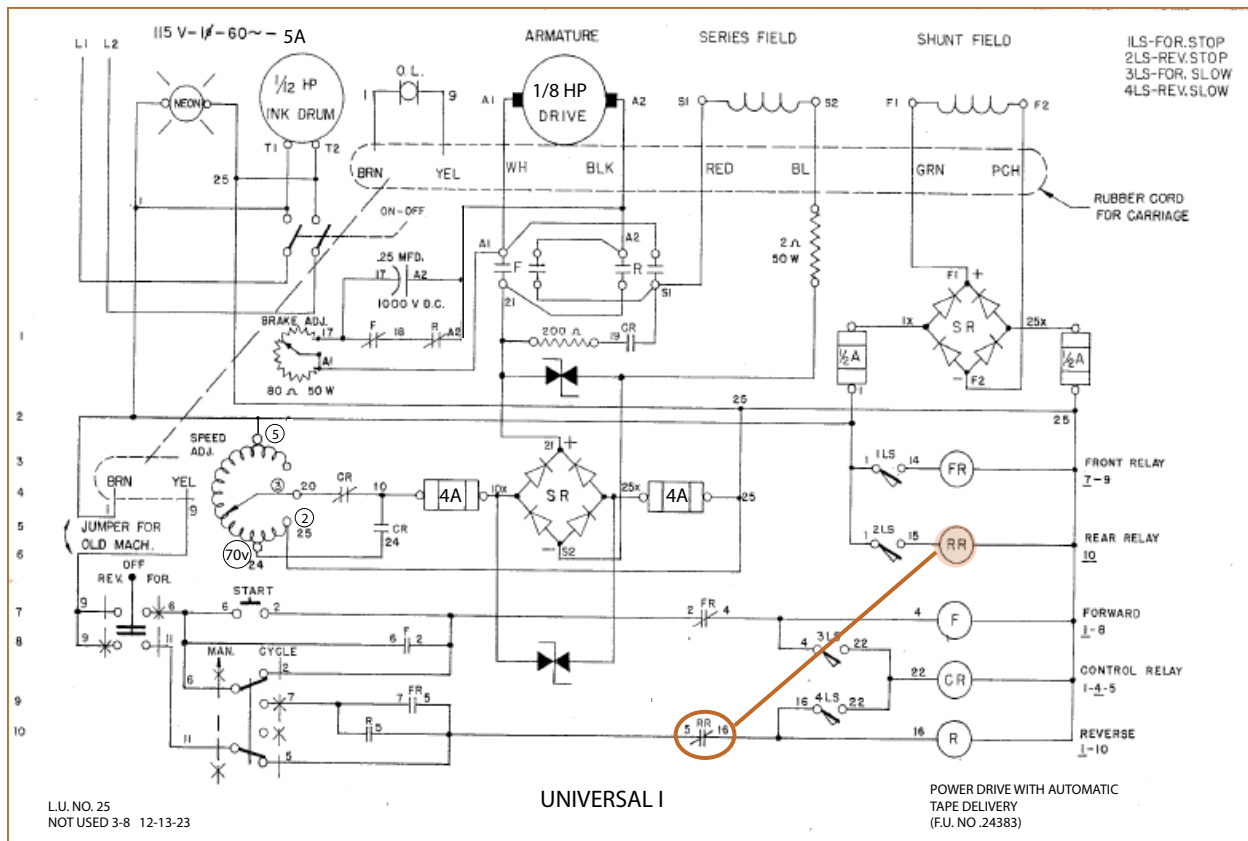 115 V-1ø-60~- 5A
ARMATURE
SERIES FIELD
SHUNT FIELD
1LS-FOR.STOP
2LS-REV.STOP
3LS-FOR. SLOW
4LS-REV.SLOW
L1 L2
NEON
1/12 HP
INK DRUM
T1 T2
O.L.
1 9
A1 1/8 HP A2
DRIVE
S1 S2
F1 F2
BRN YEL WH BLK RED BL GRN PCH
25
1
RUBBER CORD
FOR CARRIAGE
ON-OFF
A1 F A2 R
21 S1
2 Ω
50 W
.25 MFD.
17 A2
1000 V D.C.
BRAKE ADJ.
17 F 18 R A2
A1
80 Ω 50 W
200 Ω 19 CR
F1 +
1x SR 25x
- F2
½A ½A
1 25
1
2
25
SPEED
ADJ.
5
21 +
3
1 1LS 14 FR
FRONT RELAY
7-9
BRN YEL
1 9
4
3 20 CR 10 4A 10x SR 25x 4A 25
5
JUMPER FOR
OLD MACH.
2
25
CR
24
- S2
1 2LS 15 RR
REAR RELAY
10
6
70v
24
OFF
REV. FOR.
START
7
9 6 6 2
2 FR 4
4 F
FORWARD
1-8
8
9 11
6 F 2
4 3LS 22
MAN. CYCLE
6 2
22 CR
CONTROL RELAY
1-4-5
9
7 7 FR 5
16 4LS 22
10
R 5
5 RR 16
16 R
REVERSE
1-10
11 5
L.U. NO. 25
NOT USED 3-8 12-13-23
UNIVERSAL I
POWER DRIVE WITH AUTOMATIC
TAPE DELIVERY
(F.U. NO .24383)